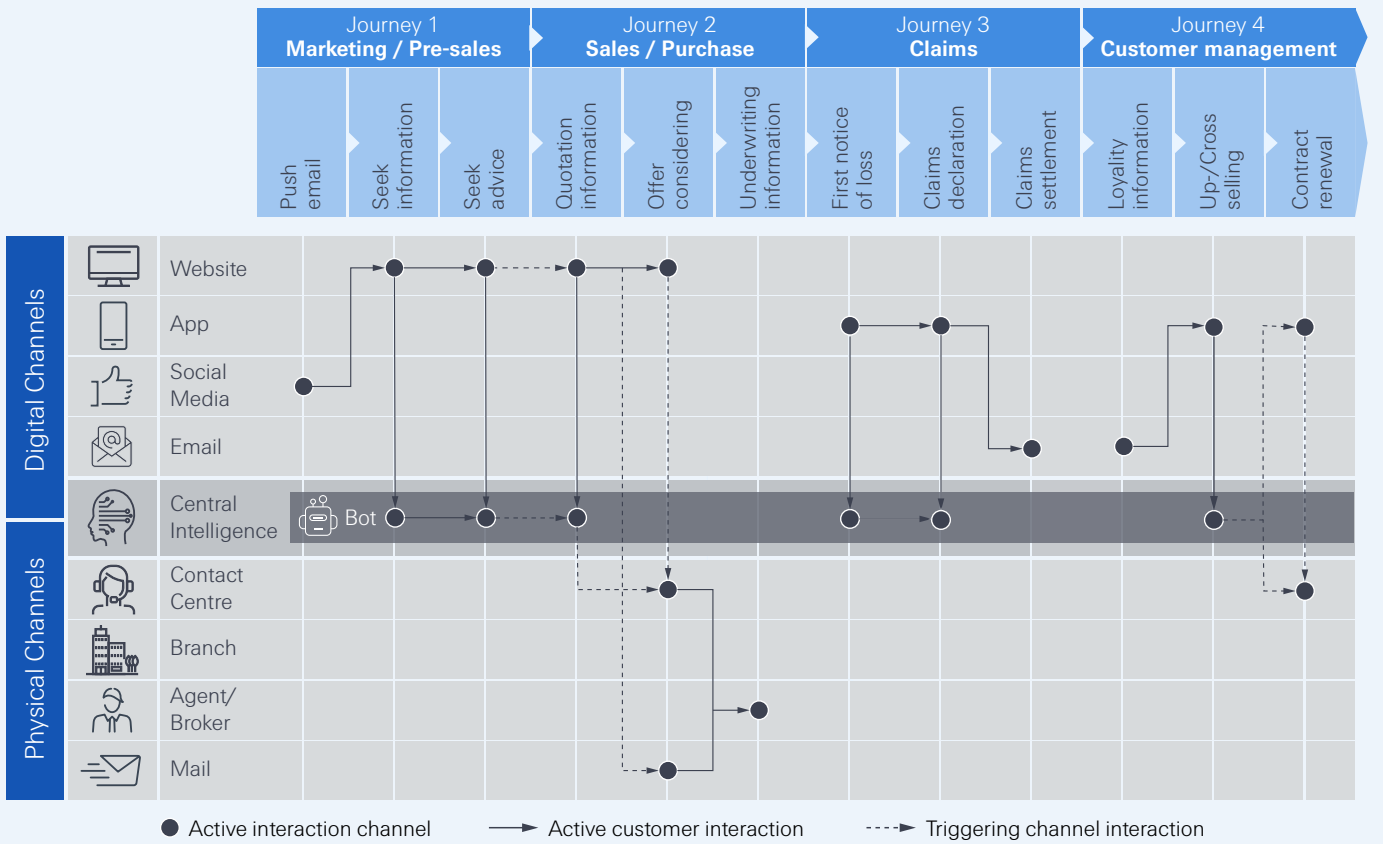 Journey 1
Marketing / Pre-sales
Journey 2
Sales / Purchase
Journey 3
Claims
Journey 4
Customer management
Push
email
Seek
information
Seek
advice
Quotation
information
Offer
considering
Underwriting
information
First notice
of loss
Claims
declaration
Claims
settlement
Loyality
information
Up-/Cross
selling
Contract
renewal
Digital Channels
Website
App
Social
Media
Email
Central
Intelligence
Bot
Physical Channels
Contact
Centre
Branch
Agent/
Broker
Mail
Active interaction channel
Active customer interaction
Triggering channel interaction